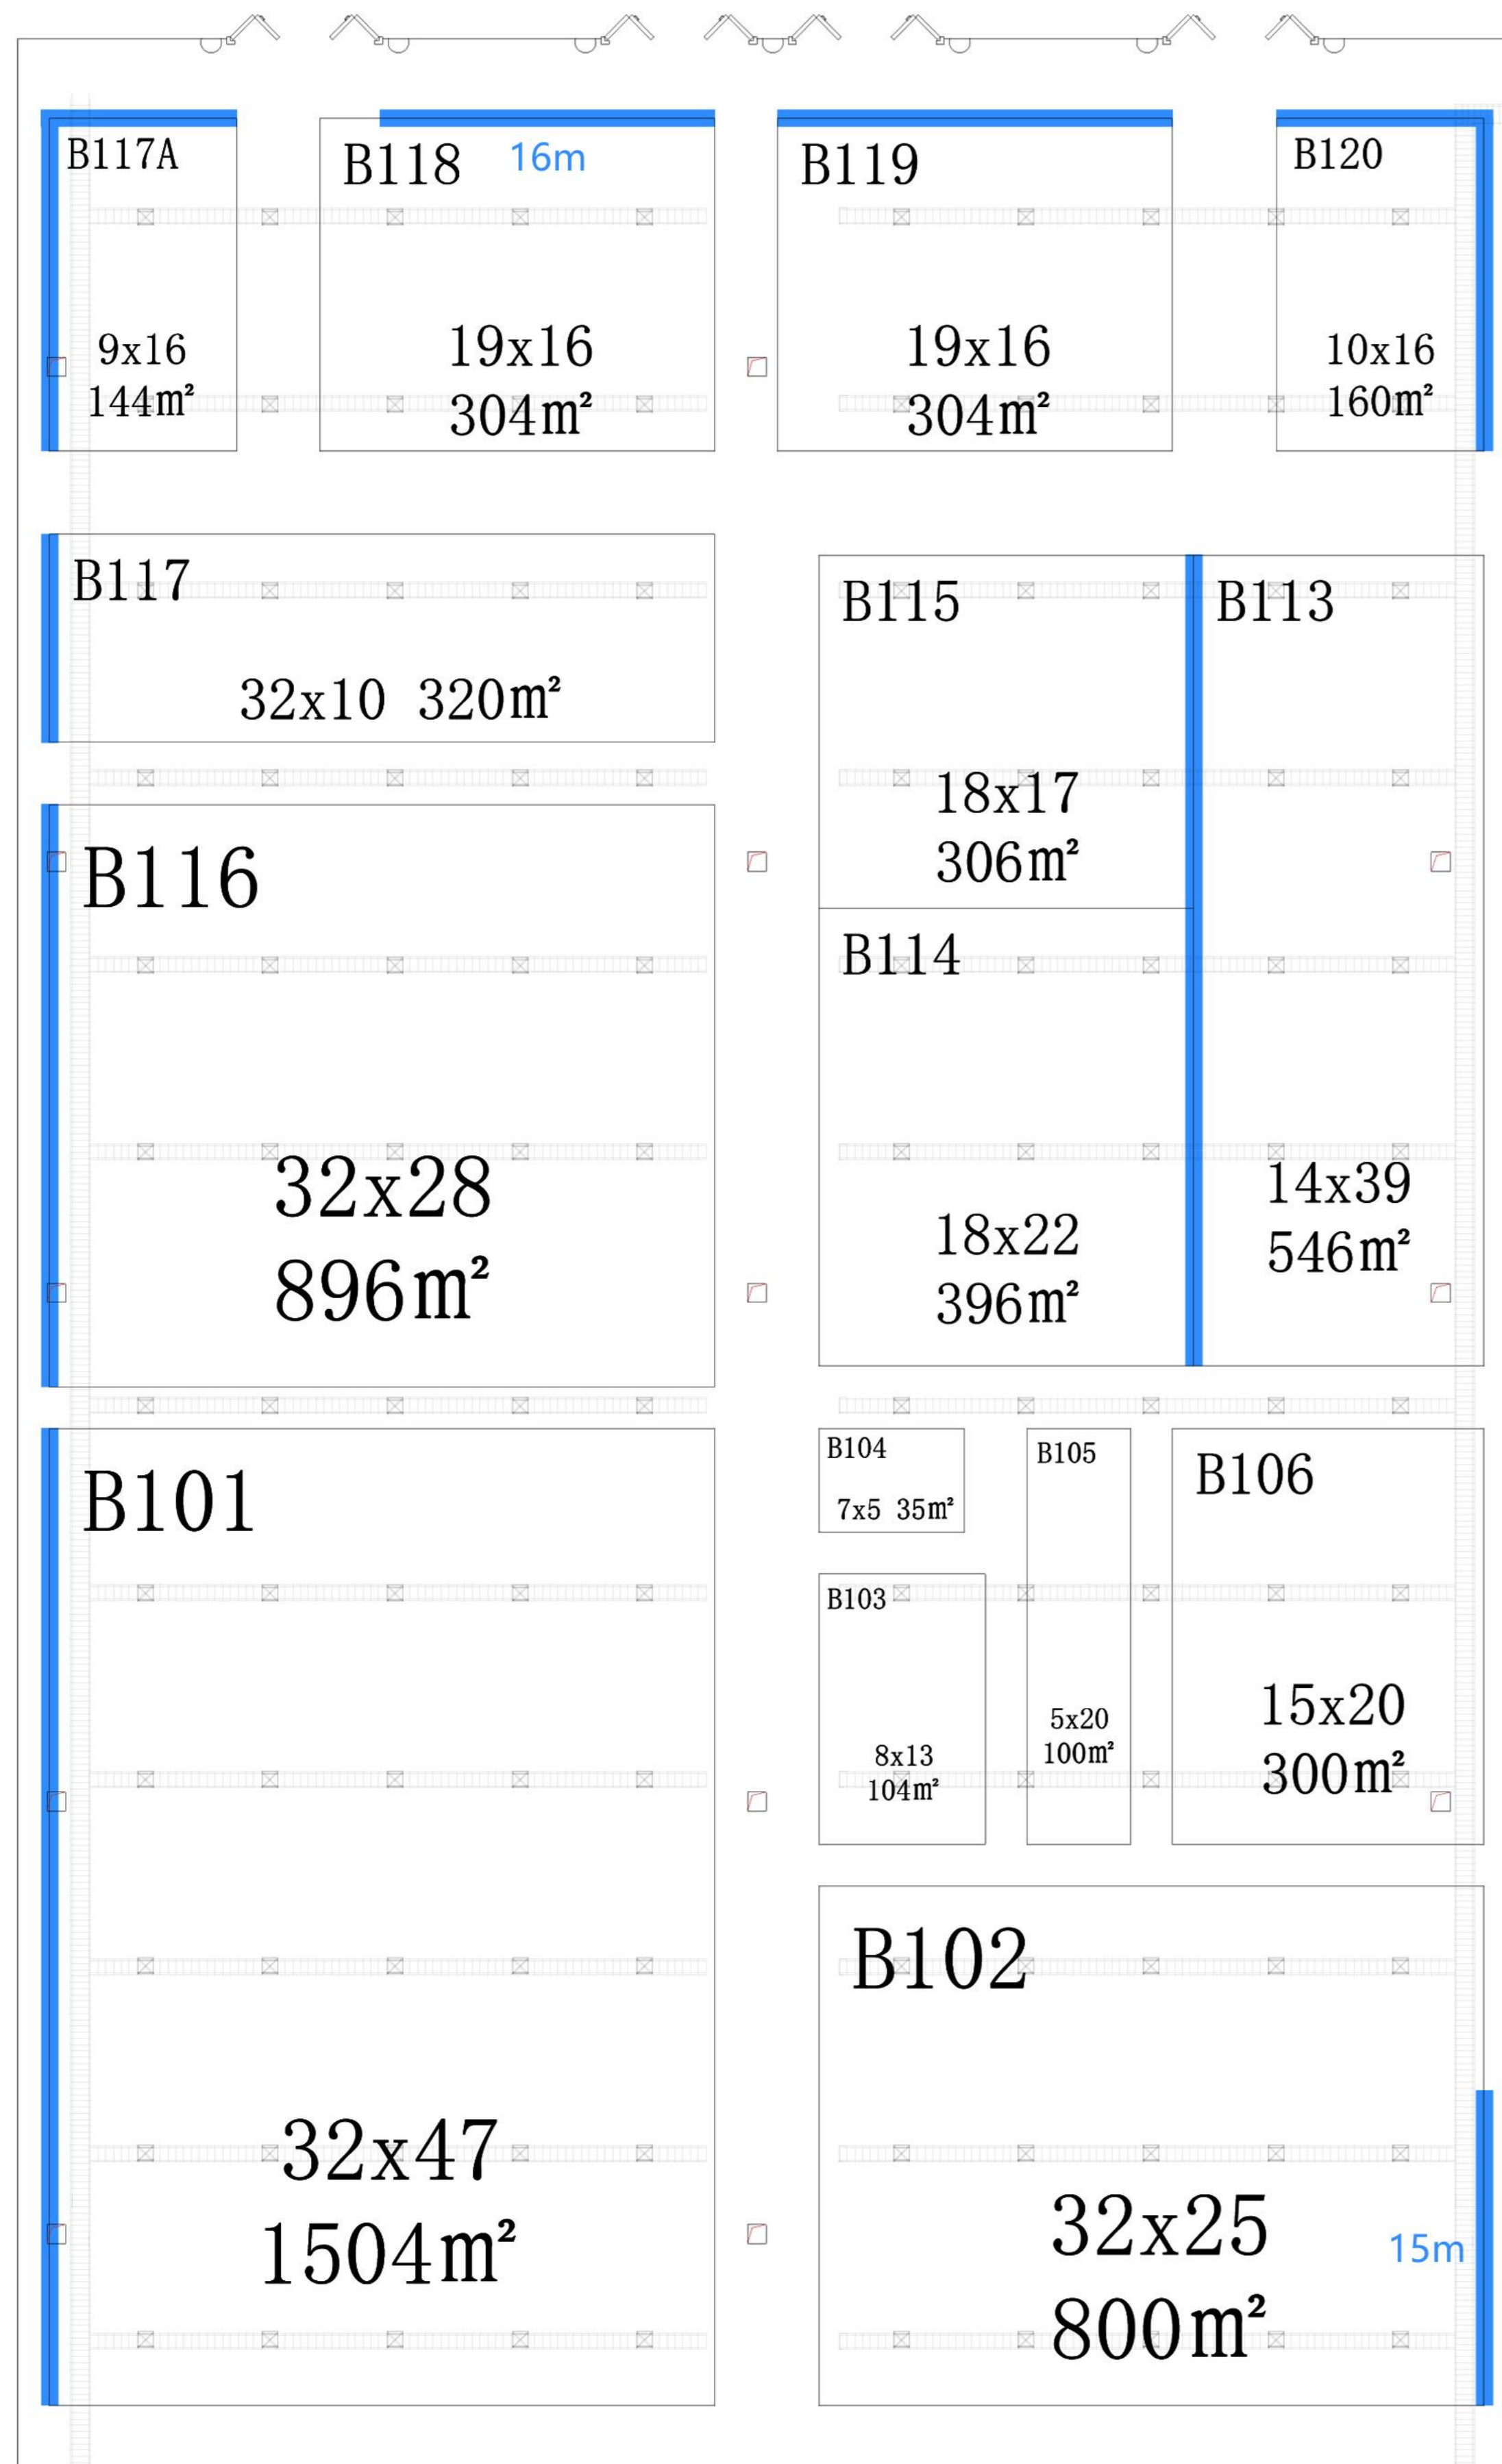 B117A
9x16
144m²
B118 16m
19x16
304m²
B119
19x16
304m²
B120
10x16
160m²
B117
32x10 320m²
B115
18x17
306m²
B113
14x39
546m²
B116
32x28
896m²
B114
18x22
396m²
B101
32x47
1504m²
B104
7x5 35m²
B105
5x20
100m²
B106
15x20
300m²
B103
8x13
104m²
B102
32x25
800m²
15m